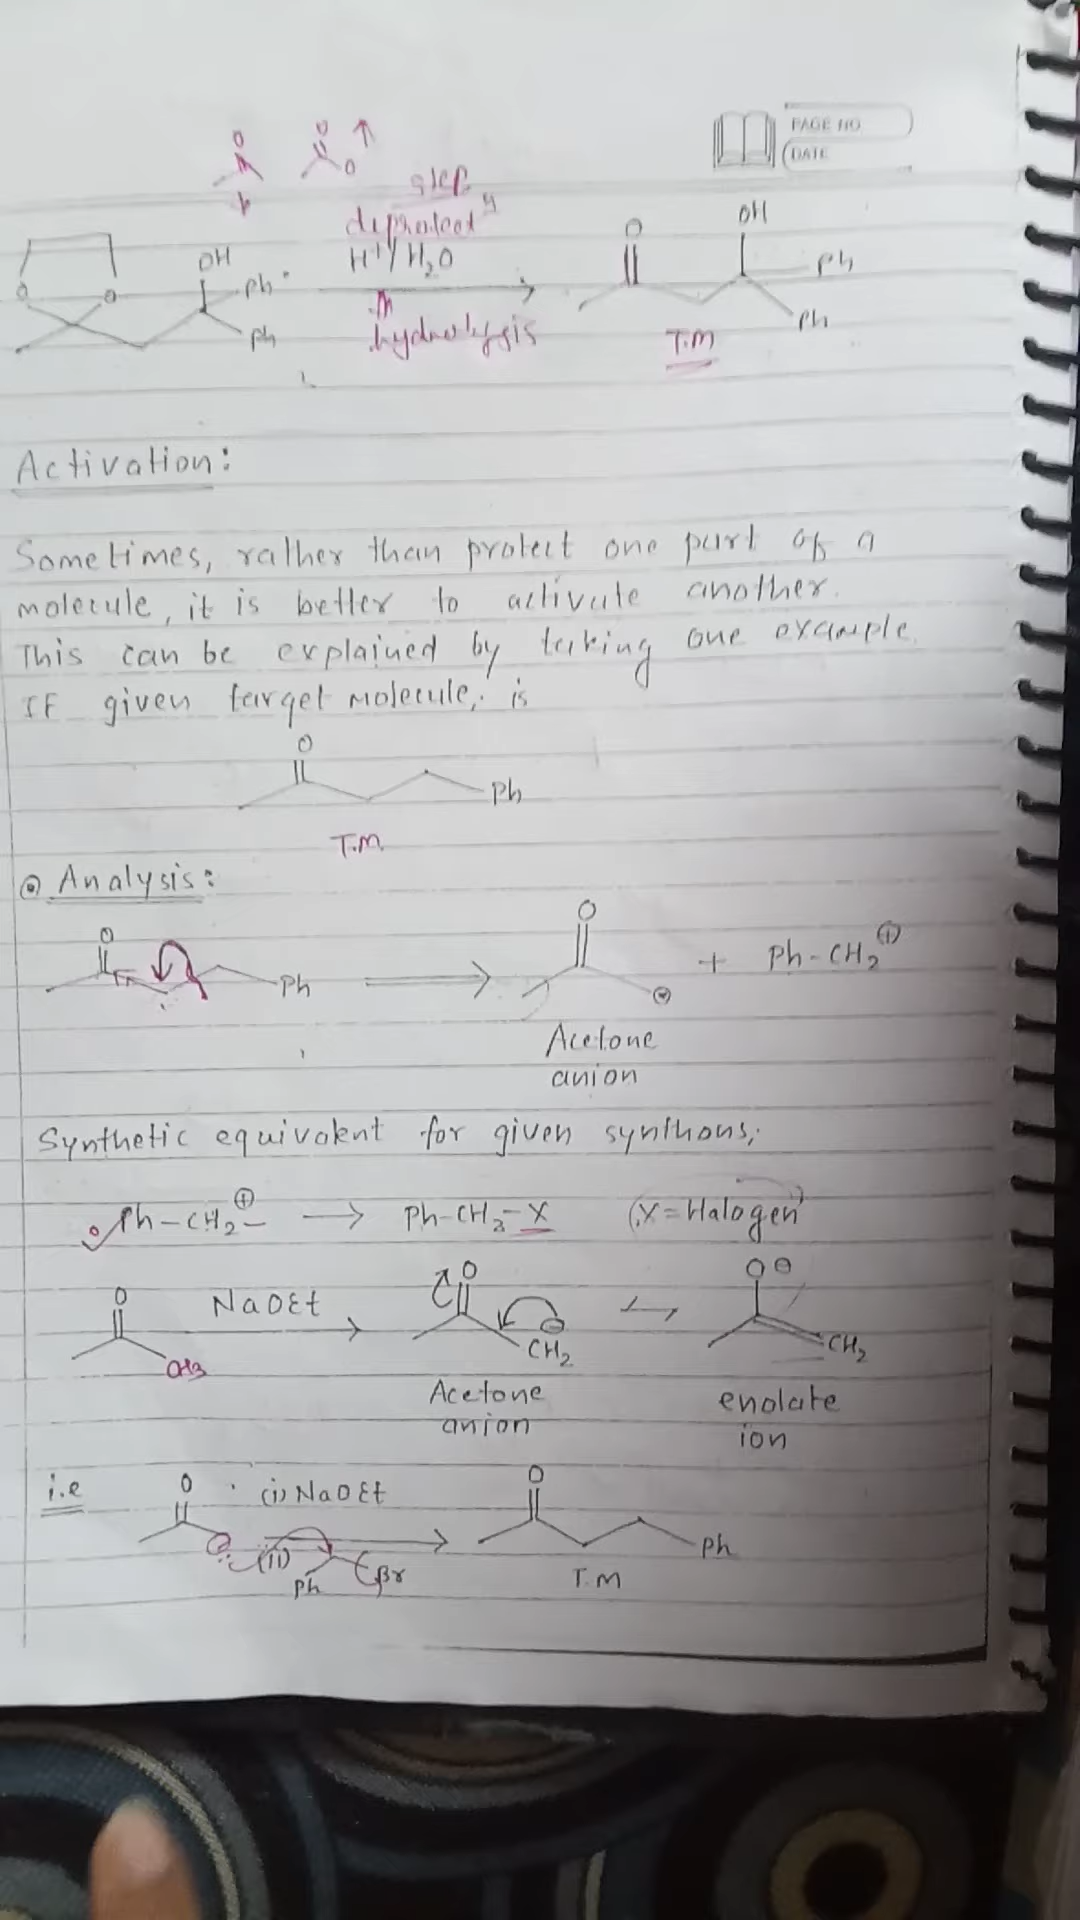 PAGE NO
DATE
O O
O
step
deprotectⁿ
H⁺/H₂O
hydrolysis
O O OH Ph Ph
O OH Ph Ph
T.M
Activation:
Sometimes, rather than protect one part of a
molecule, it is better to activate another.
This can be explained by taking one example.
IF given target molecule, is
O
Ph
T.M.
Analysis:
O Ph O ⊖ + Ph-CH₂⊕
Acetone
anion
Synthetic equivalent for given synthons,
Ph-CH₂⊕ → Ph-CH₂-X (X=Halogen)
O CH₃ NaOEt → O ⊖ CH₂ ↔ O⊖ CH₂
Acetone enolate
anion ion
i.e O (i) NaOEt O
⊖ (ii) Ph Br → Ph
T.M